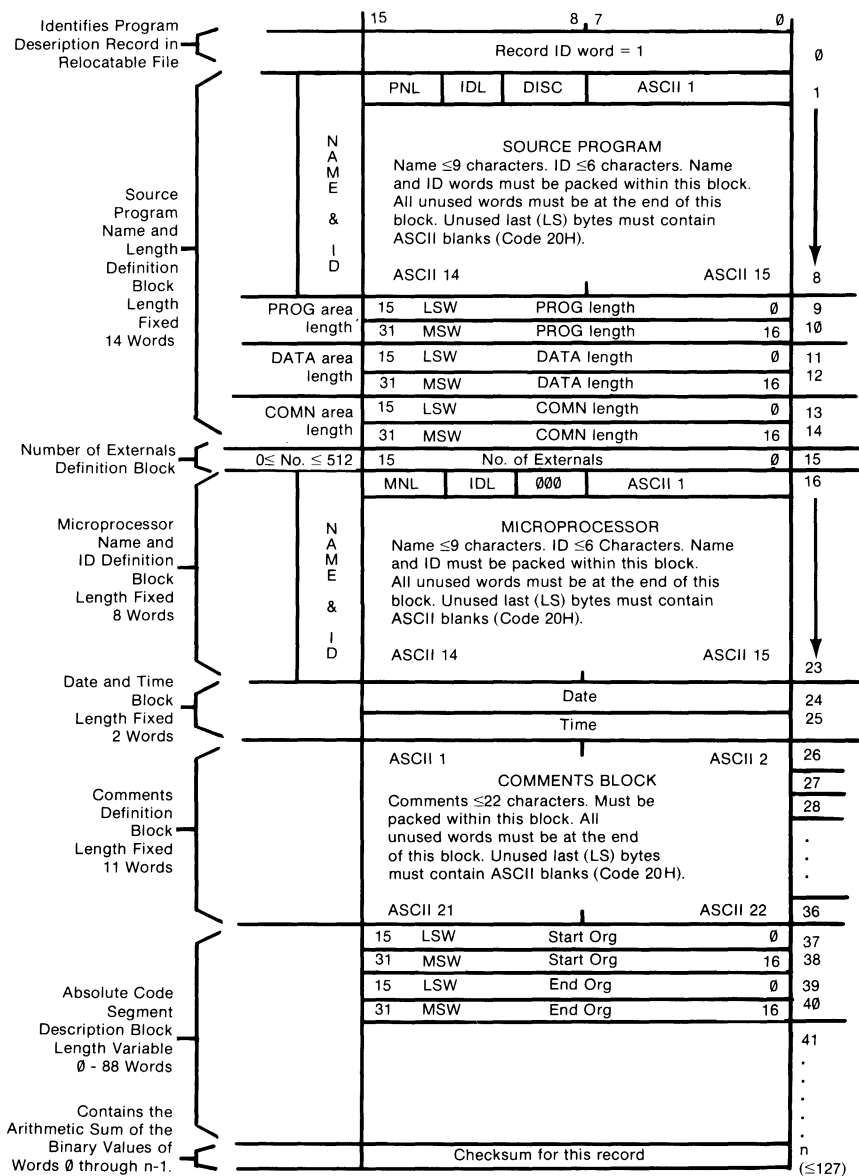 15 8 7 Ø
Identifies Program
Deseription Record in
Relocatable File
Record ID word = 1 Ø
PNL IDL DISC ASCII 1 1
NAME & ID
SOURCE PROGRAM
Name ≤9 characters. ID ≤6 characters. Name
and ID words must be packed within this block.
All unused words must be at the end of this
block. Unused last (LS) bytes must contain
ASCII blanks (Code 20H).
ASCII 14 ASCII 15 8
Source
Program
Name and
Length
Definition
Block
Length
Fixed
14 Words
PROG area
length
15 LSW PROG length Ø 9
31 MSW PROG length 16 1Ø
DATA area
length
15 LSW DATA length Ø 11
31 MSW DATA length 16 12
COMN area
length
15 LSW COMN length Ø 13
31 MSW COMN length 16 14
Number of Externals
Definition Block
0≤ No. ≤ 512 15 No. of Externals Ø 15
MNL IDL ØØØ ASCII 1 16
Microprocessor
Name and
ID Definition
Block
Length Fixed
8 Words
NAME & ID
MICROPROCESSOR
Name ≤9 characters. ID ≤6 Characters. Name
and ID must be packed within this block.
All unused words must be at the end of this
block. Unused last (LS) bytes must contain
ASCII blanks (Code 20H).
ASCII 14 ASCII 15 23
Date and Time
Block
Length Fixed
2 Words
Date 24
Time 25
ASCII 1 ASCII 2 26
27
28
Comments
Definition
Block
Length Fixed
11 Words
COMMENTS BLOCK
Comments ≤22 characters. Must be
packed within this block. All
unused words must be at the end
of this block. Unused last (LS) bytes
must contain ASCII blanks (Code 20H).
.
.
.
ASCII 21 ASCII 22 36
15 LSW Start Org Ø 37
31 MSW Start Org 16 38
15 LSW End Org Ø 39
31 MSW End Org 16 4Ø
Absolute Code
Segment
Description Block
Length Variable
Ø - 88 Words
41
.
.
.
.
.
Contains the
Arithmetic Sum of the
Binary Values of
Words Ø through n-1.
Checksum for this record
n
(≤127)